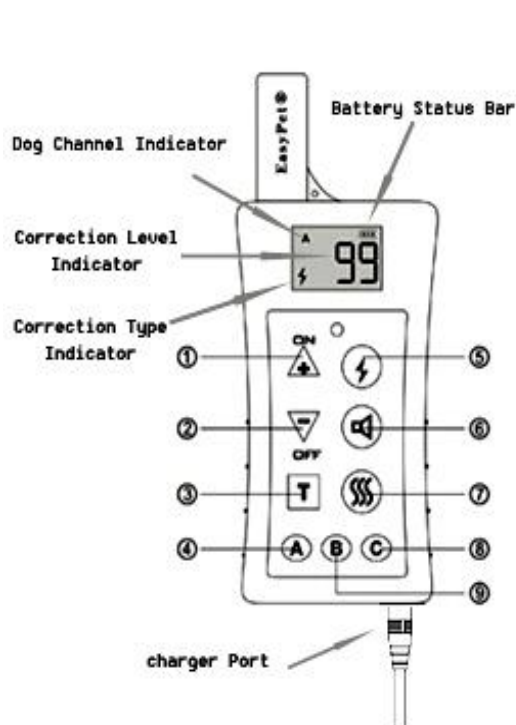 EasyPet®
Battery Status Bar
Dog Channel Indicator
A
99
Correction Level
Indicator
Correction Type
Indicator
ON
①
+
⑤
②
-
⑥
OFF
③
T
⑦
④
A
B
C
⑧
⑨
charger Port